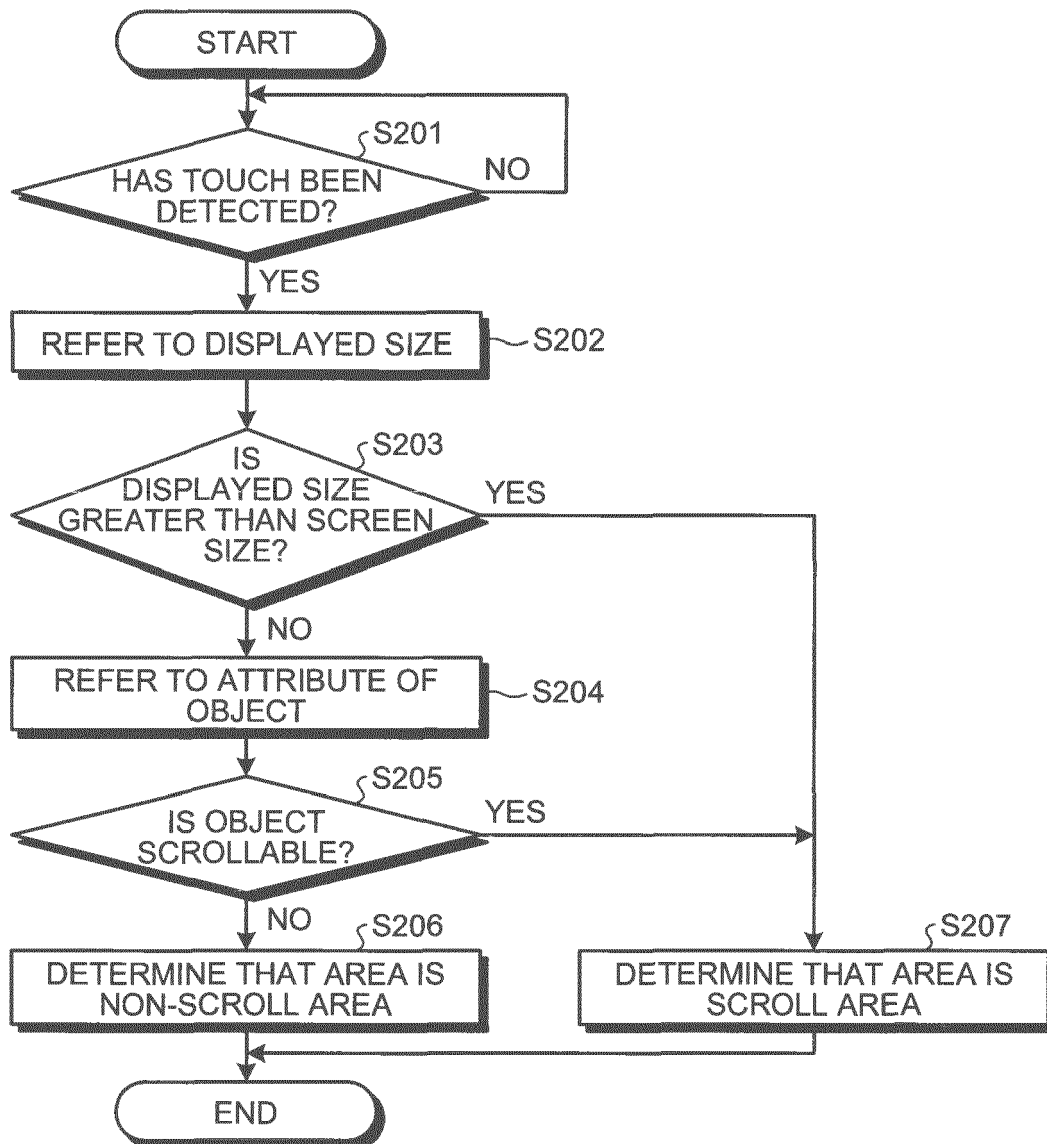 START
S201
HAS TOUCH BEEN
DETECTED?
NO
YES
REFER TO DISPLAYED SIZE
S202
S203
IS
DISPLAYED SIZE
GREATER THAN SCREEN
SIZE?
YES
NO
REFER TO ATTRIBUTE OF
OBJECT
S204
S205
IS OBJECT
SCROLLABLE?
YES
NO
S206
DETERMINE THAT AREA IS
NON-SCROLL AREA
S207
DETERMINE THAT AREA IS
SCROLL AREA
END